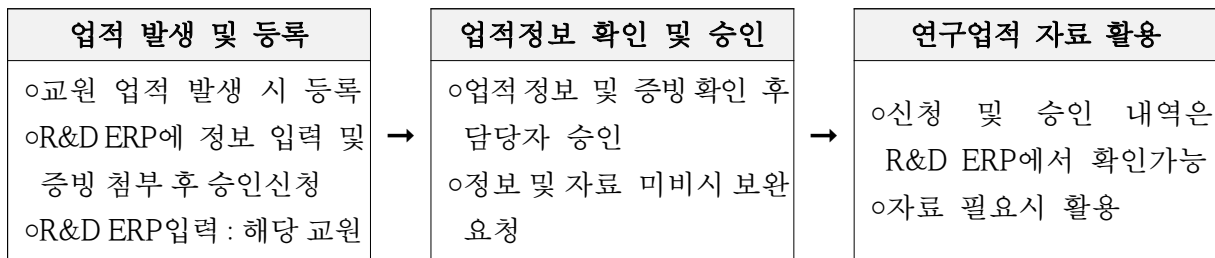 업적 발생 및 등록
○교원 업적 발생 시 등록
○R&D ERP에 정보 입력 및
증빙 첨부 후 승인신청
○R&D ERP입력 : 해당 교원
➞
업적정보 확인 및 승인
○업적 정보 및 증빙 확인 후
담당자 승인
○정보 및 자료 미비시 보완
요청
➞
연구업적 자료 활용
○신청 및 승인 내역은
R&D ERP에서 확인가능
○자료 필요시 활용